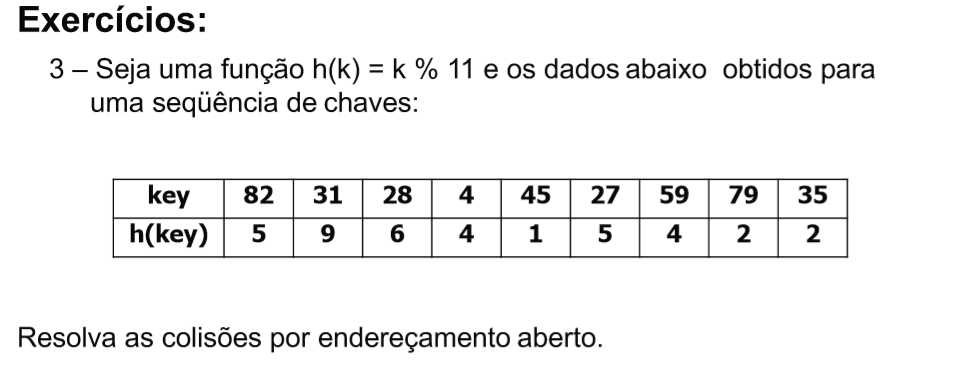 Exercícios:
3 – Seja uma função h(k) = k % 11 e os dados abaixo obtidos para
uma seqüência de chaves:
key 82 31 28 4 45 27 59 79 35
h(key) 5 9 6 4 1 5 4 2 2
Resolva as colisões por endereçamento aberto.